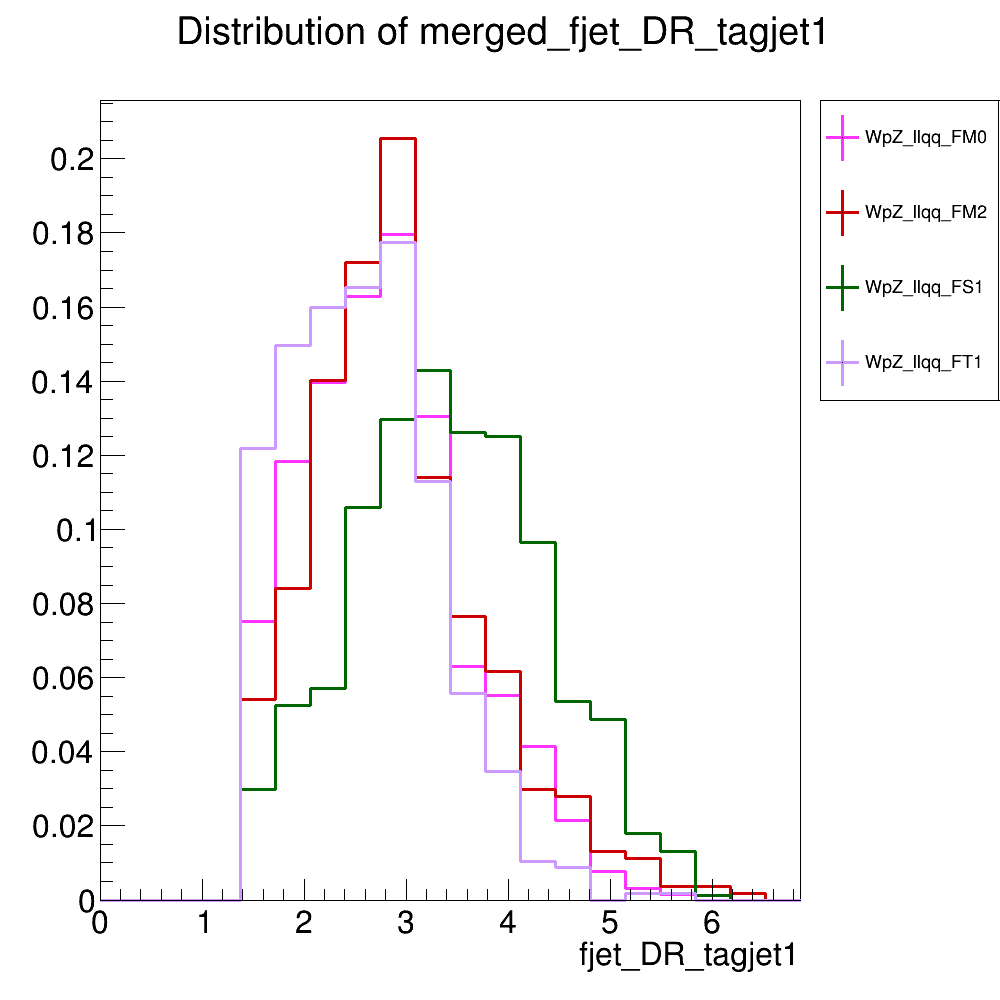 Distribution of merged_fjet_DR_tagjet1
WpZ_llqq_FM0
WpZ_llqq_FM2
WpZ_llqq_FS1
WpZ_llqq_FT1
0.2
0.18
0.16
0.14
0.12
0.1
0.08
0.06
0.04
0.02
0
0 1 2 3 4 5 6
fjet_DR_tagjet1